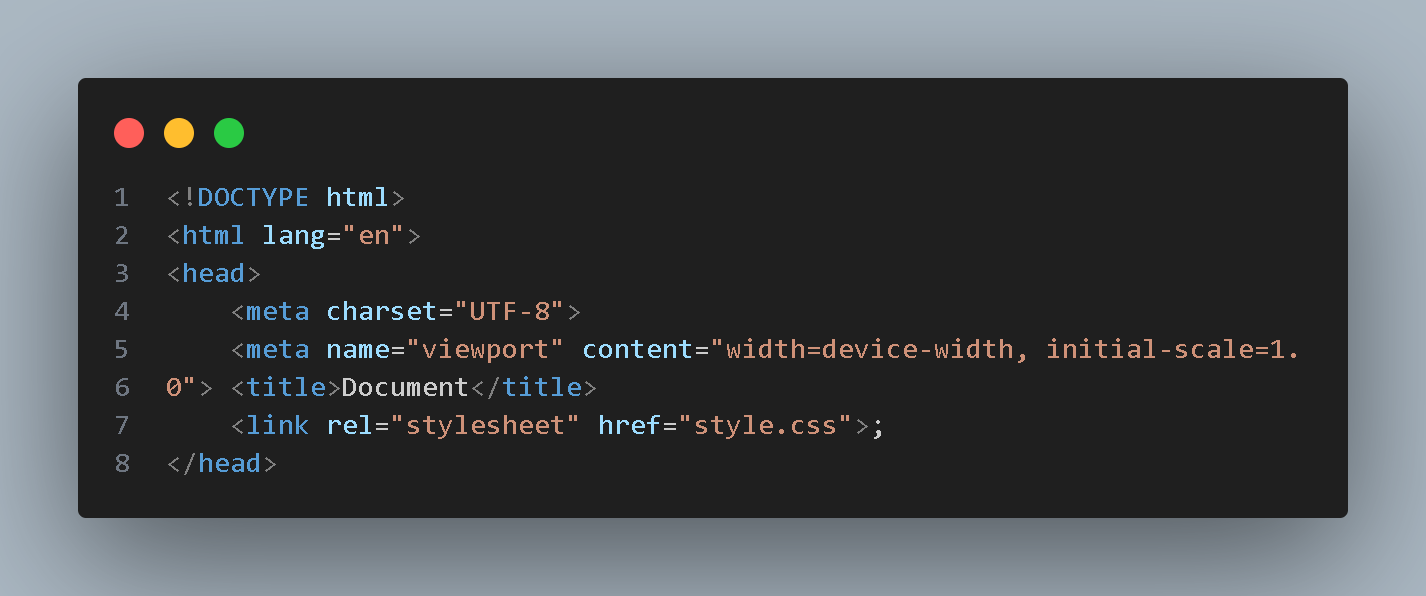 1 <!DOCTYPE html>
2 <html lang="en">
3 <head>
4     <meta charset="UTF-8">
5     <meta name="viewport" content="width=device-width, initial-scale=1.
6 0"> <title>Document</title>
7     <link rel="stylesheet" href="style.css">;
8 </head>